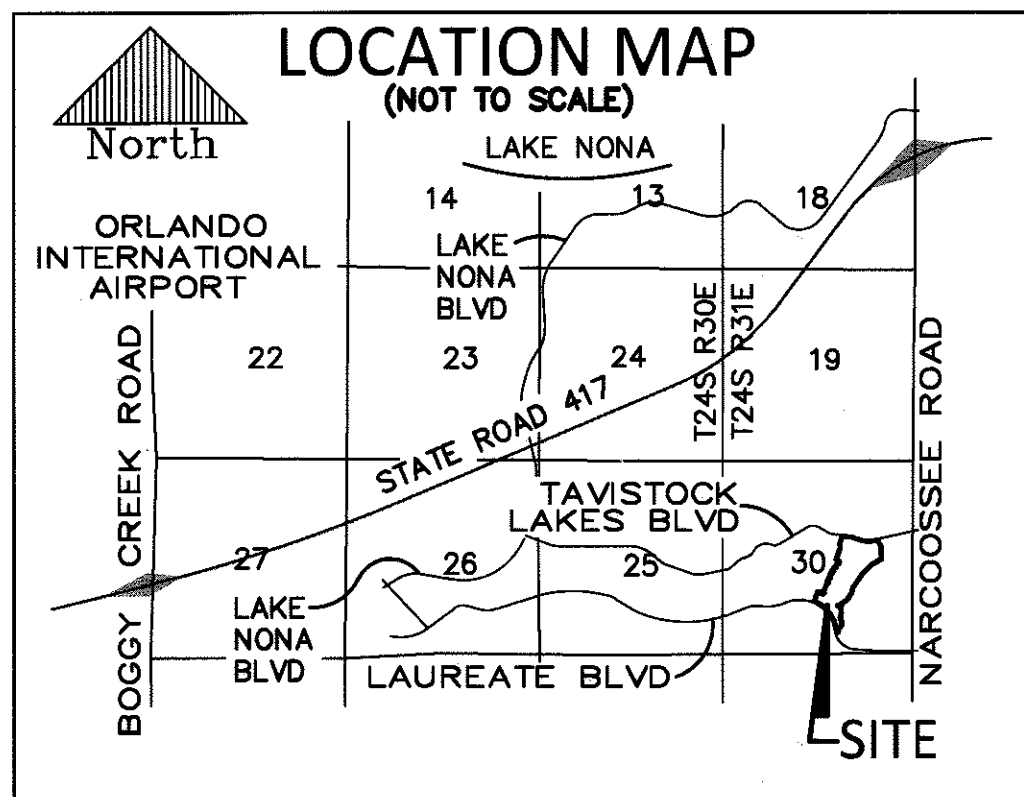 LOCATION MAP
(NOT TO SCALE)
North
LAKE NONA
14
13
18
ORLANDO
INTERNATIONAL
AIRPORT
LAKE
NONA
BLVD
T24S R30E
T24S R31E
22
23
24
19
BOGGY CREEK ROAD
NARCOOSSEE ROAD
STATE ROAD 417
TAVISTOCK
LAKES BLVD
27
26
25
30
LAKE
NONA
BLVD
LAUREATE BLVD
SITE